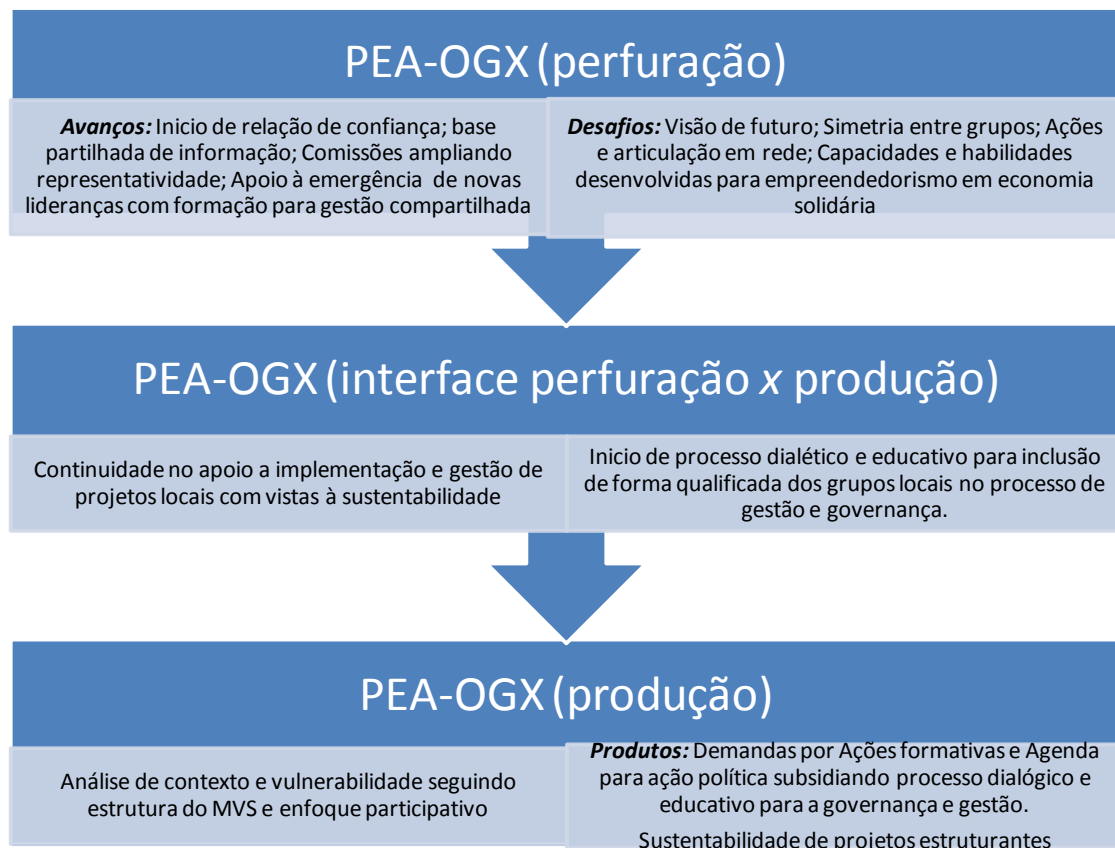 PEA-OGX (perfuração)
Avanços: Inicio de relação de confiança; base
partilhada de informação; Comissões ampliando
representatividade; Apoio à emergência de novas
lideranças com formação para gestão compartilhada
Desafios: Visão de futuro; Simetria entre grupos; Ações
e articulação em rede; Capacidades e habilidades
desenvolvidas para empreendedorismo em economia
solidária
PEA-OGX (interface perfuração x produção)
Continuidade no apoio a implementação e gestão de
projetos locais com vistas à sustentabilidade
Inicio de processo dialético e educativo para inclusão
de forma qualificada dos grupos locais no processo de
gestão e governança.
PEA-OGX (produção)
Análise de contexto e vulnerabilidade seguindo
estrutura do MVS e enfoque participativo
Produtos: Demandas por Ações formativas e Agenda
para ação política subsidiando processo dialógico e
educativo para a governança e gestão.
Sustentabilidade de projetos estruturantes